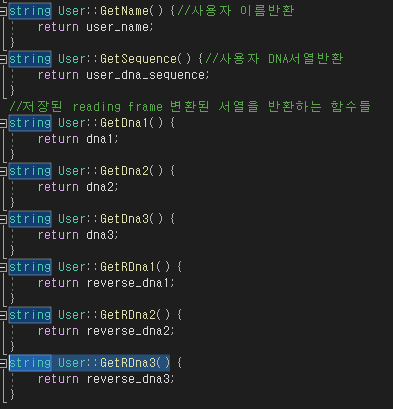 string User::GetName() {//사용자 이름반환
return user_name;
}
string User::GetSequence() {//사용자 DNA서열반환
return user_dna_sequence;
}
//저장된 reading frame 변환된 서열을 반환하는 함수들
string User::GetDna1() {
return dna1;
}
string User::GetDna2() {
return dna2;
}
string User::GetDna3() {
return dna3;
}
string User::GetRDna1() {
return reverse_dna1;
}
string User::GetRDna2() {
return reverse_dna2;
}
string User::GetRDna3() {
return reverse_dna3;
}